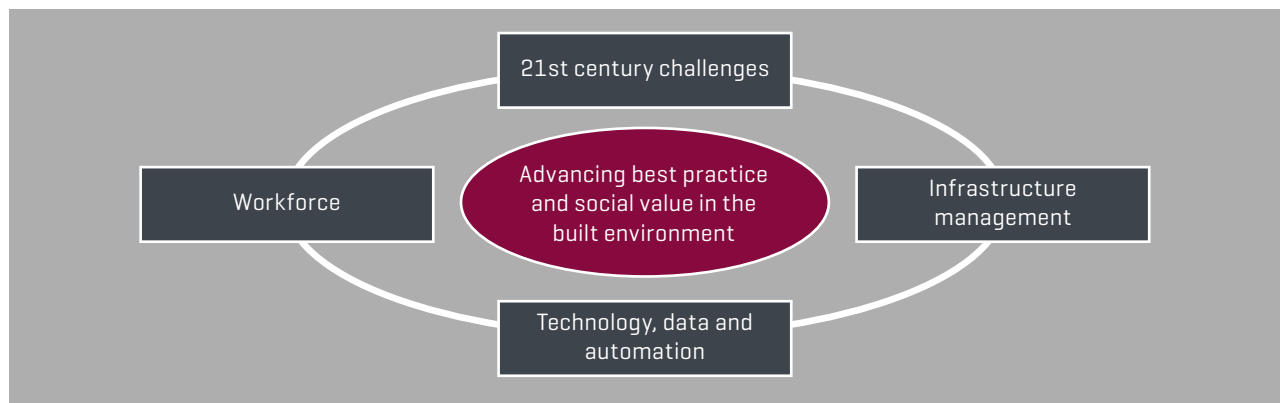 21st century challenges
Workforce
Advancing best practice
and social value in the
built environment
Infrastructure
management
Technology, data and
automation